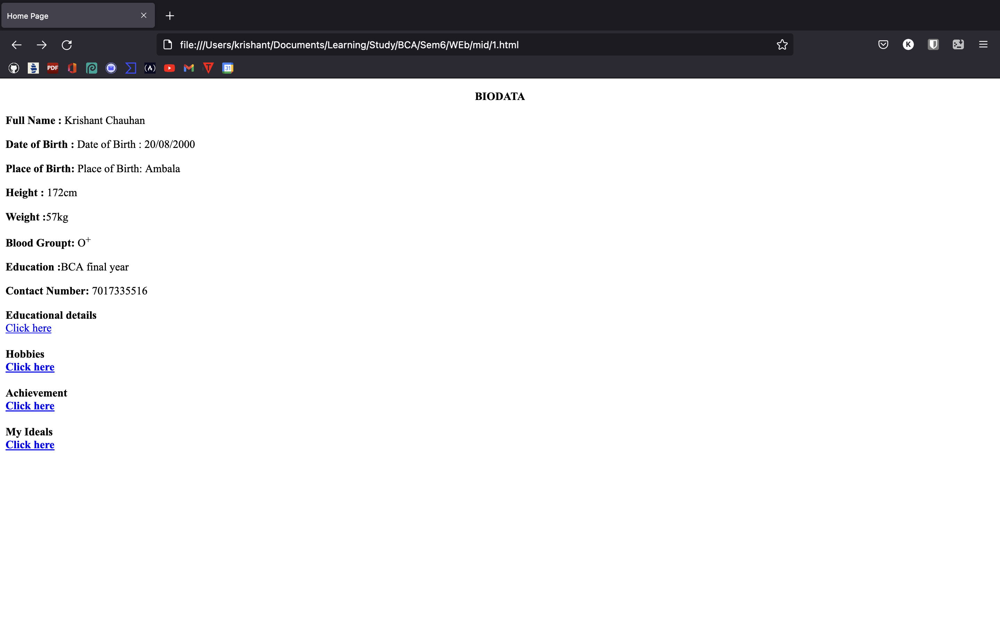 Home Page
file:///Users/krishant/Documents/Learning/Study/BCA/Sem6/WEb/mid/1.html
K
PDF
T
31
BIODATA
Full Name : Krishant Chauhan
Date of Birth : Date of Birth : 20/08/2000
Place of Birth: Place of Birth: Ambala
Height : 172cm
Weight :57kg
Blood Groupt: O+
Education :BCA final year
Contact Number: 7017335516
Educational details
Click here
Hobbies
Click here
Achievement
Click here
My Ideals
Click here